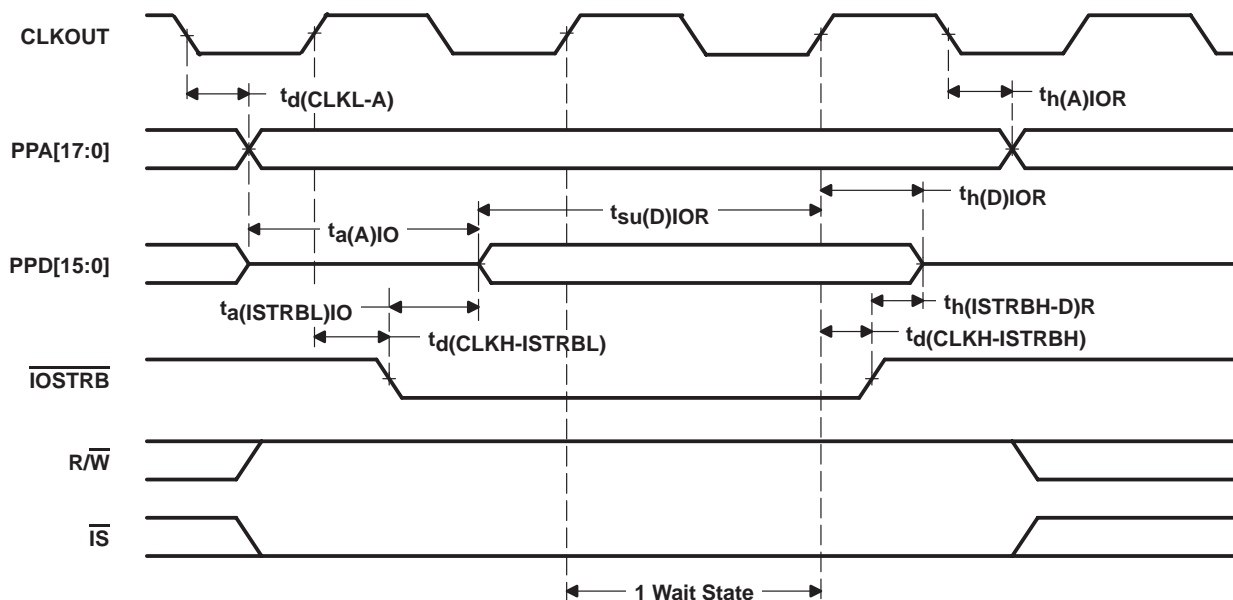 CLKOUT
td(CLKL-A)
th(A)IOR
PPA[17:0]
th(D)IOR
tsu(D)IOR
ta(A)IO
PPD[15:0]
ta(ISTRBL)IO
th(ISTRBH-D)R
td(CLKH-ISTRBL)
td(CLKH-ISTRBH)
IOSTRB
R/W
IS
1 Wait State